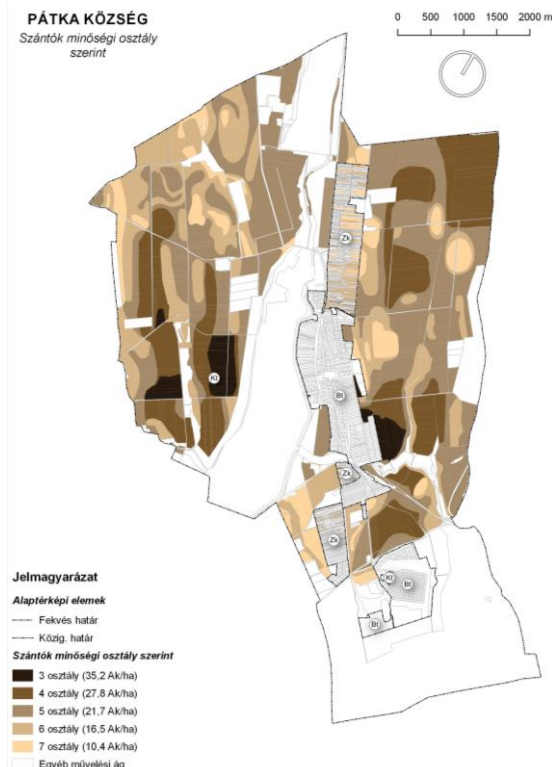 PÁTKA KÖZSÉG
Szántók minőségi osztály
szerint
0 500 1000 1500 2000 m
Zk
Kt
Bt
Zk
Zk
Kt
Bt
Bt
Jelmagyarázat
Alaptérképi elemek
Fekvés határ
Közig. határ
Szántók minőségi osztály szerint
3 osztály (35,2 Ak/ha)
4 osztály (27,8 Ak/ha)
5 osztály (21,7 Ak/ha)
6 osztály (16,5 Ak/ha)
7 osztály (10,4 Ak/ha)
Egyéb művelési ág